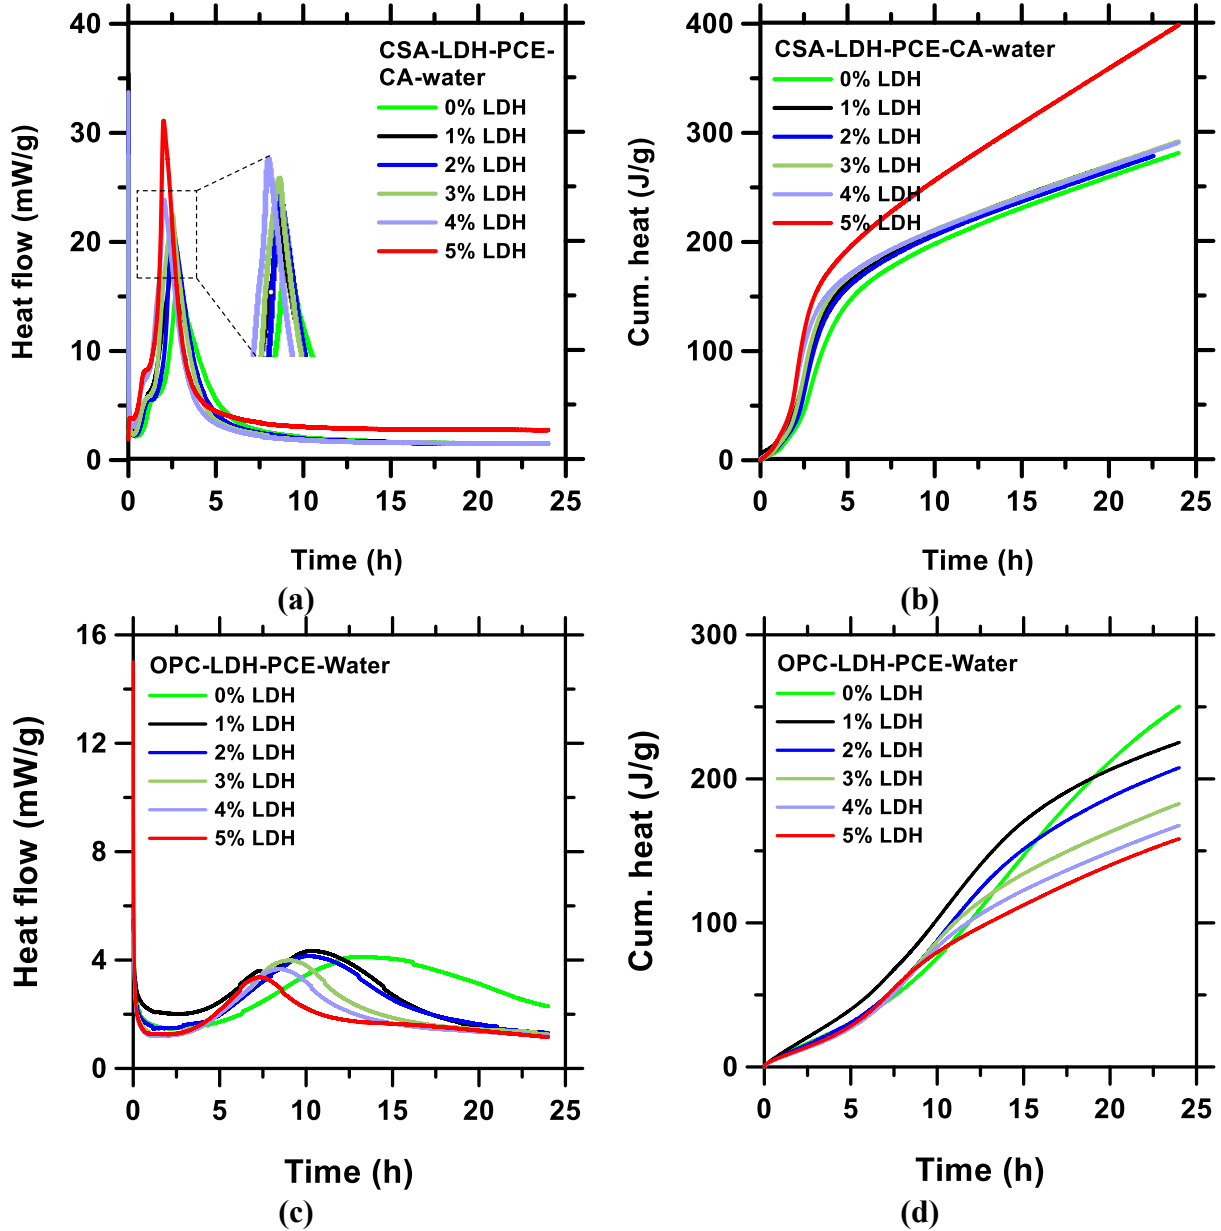 40
30
20
10
0
Heat flow (mW/g)
CSA-LDH-PCE-
CA-water
0% LDH
1% LDH
2% LDH
3% LDH
4% LDH
5% LDH
0 5 10 15 20 25
Time (h)
(a)
400
300
200
100
0
Cum. heat (J/g)
CSA-LDH-PCE-CA-water
0% LDH
1% LDH
2% LDH
3% LDH
4% LDH
5% LDH
0 5 10 15 20 25
Time (h)
(b)
16
12
8
4
0
Heat flow (mW/g)
OPC-LDH-PCE-Water
0% LDH
1% LDH
2% LDH
3% LDH
4% LDH
5% LDH
0 5 10 15 20 25
Time (h)
(c)
300
200
100
0
Cum. heat (J/g)
OPC-LDH-PCE-Water
0% LDH
1% LDH
2% LDH
3% LDH
4% LDH
5% LDH
0 5 10 15 20 25
Time (h)
(d)